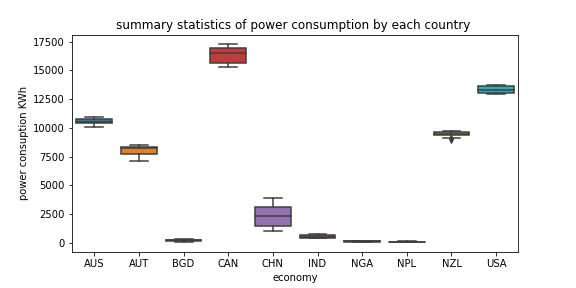 summary statistics of power consumption by each country
power consuption KWh
17500
15000
12500
10000
7500
5000
2500
0
AUS AUT BGD CAN CHN IND NGA NPL NZL USA
economy